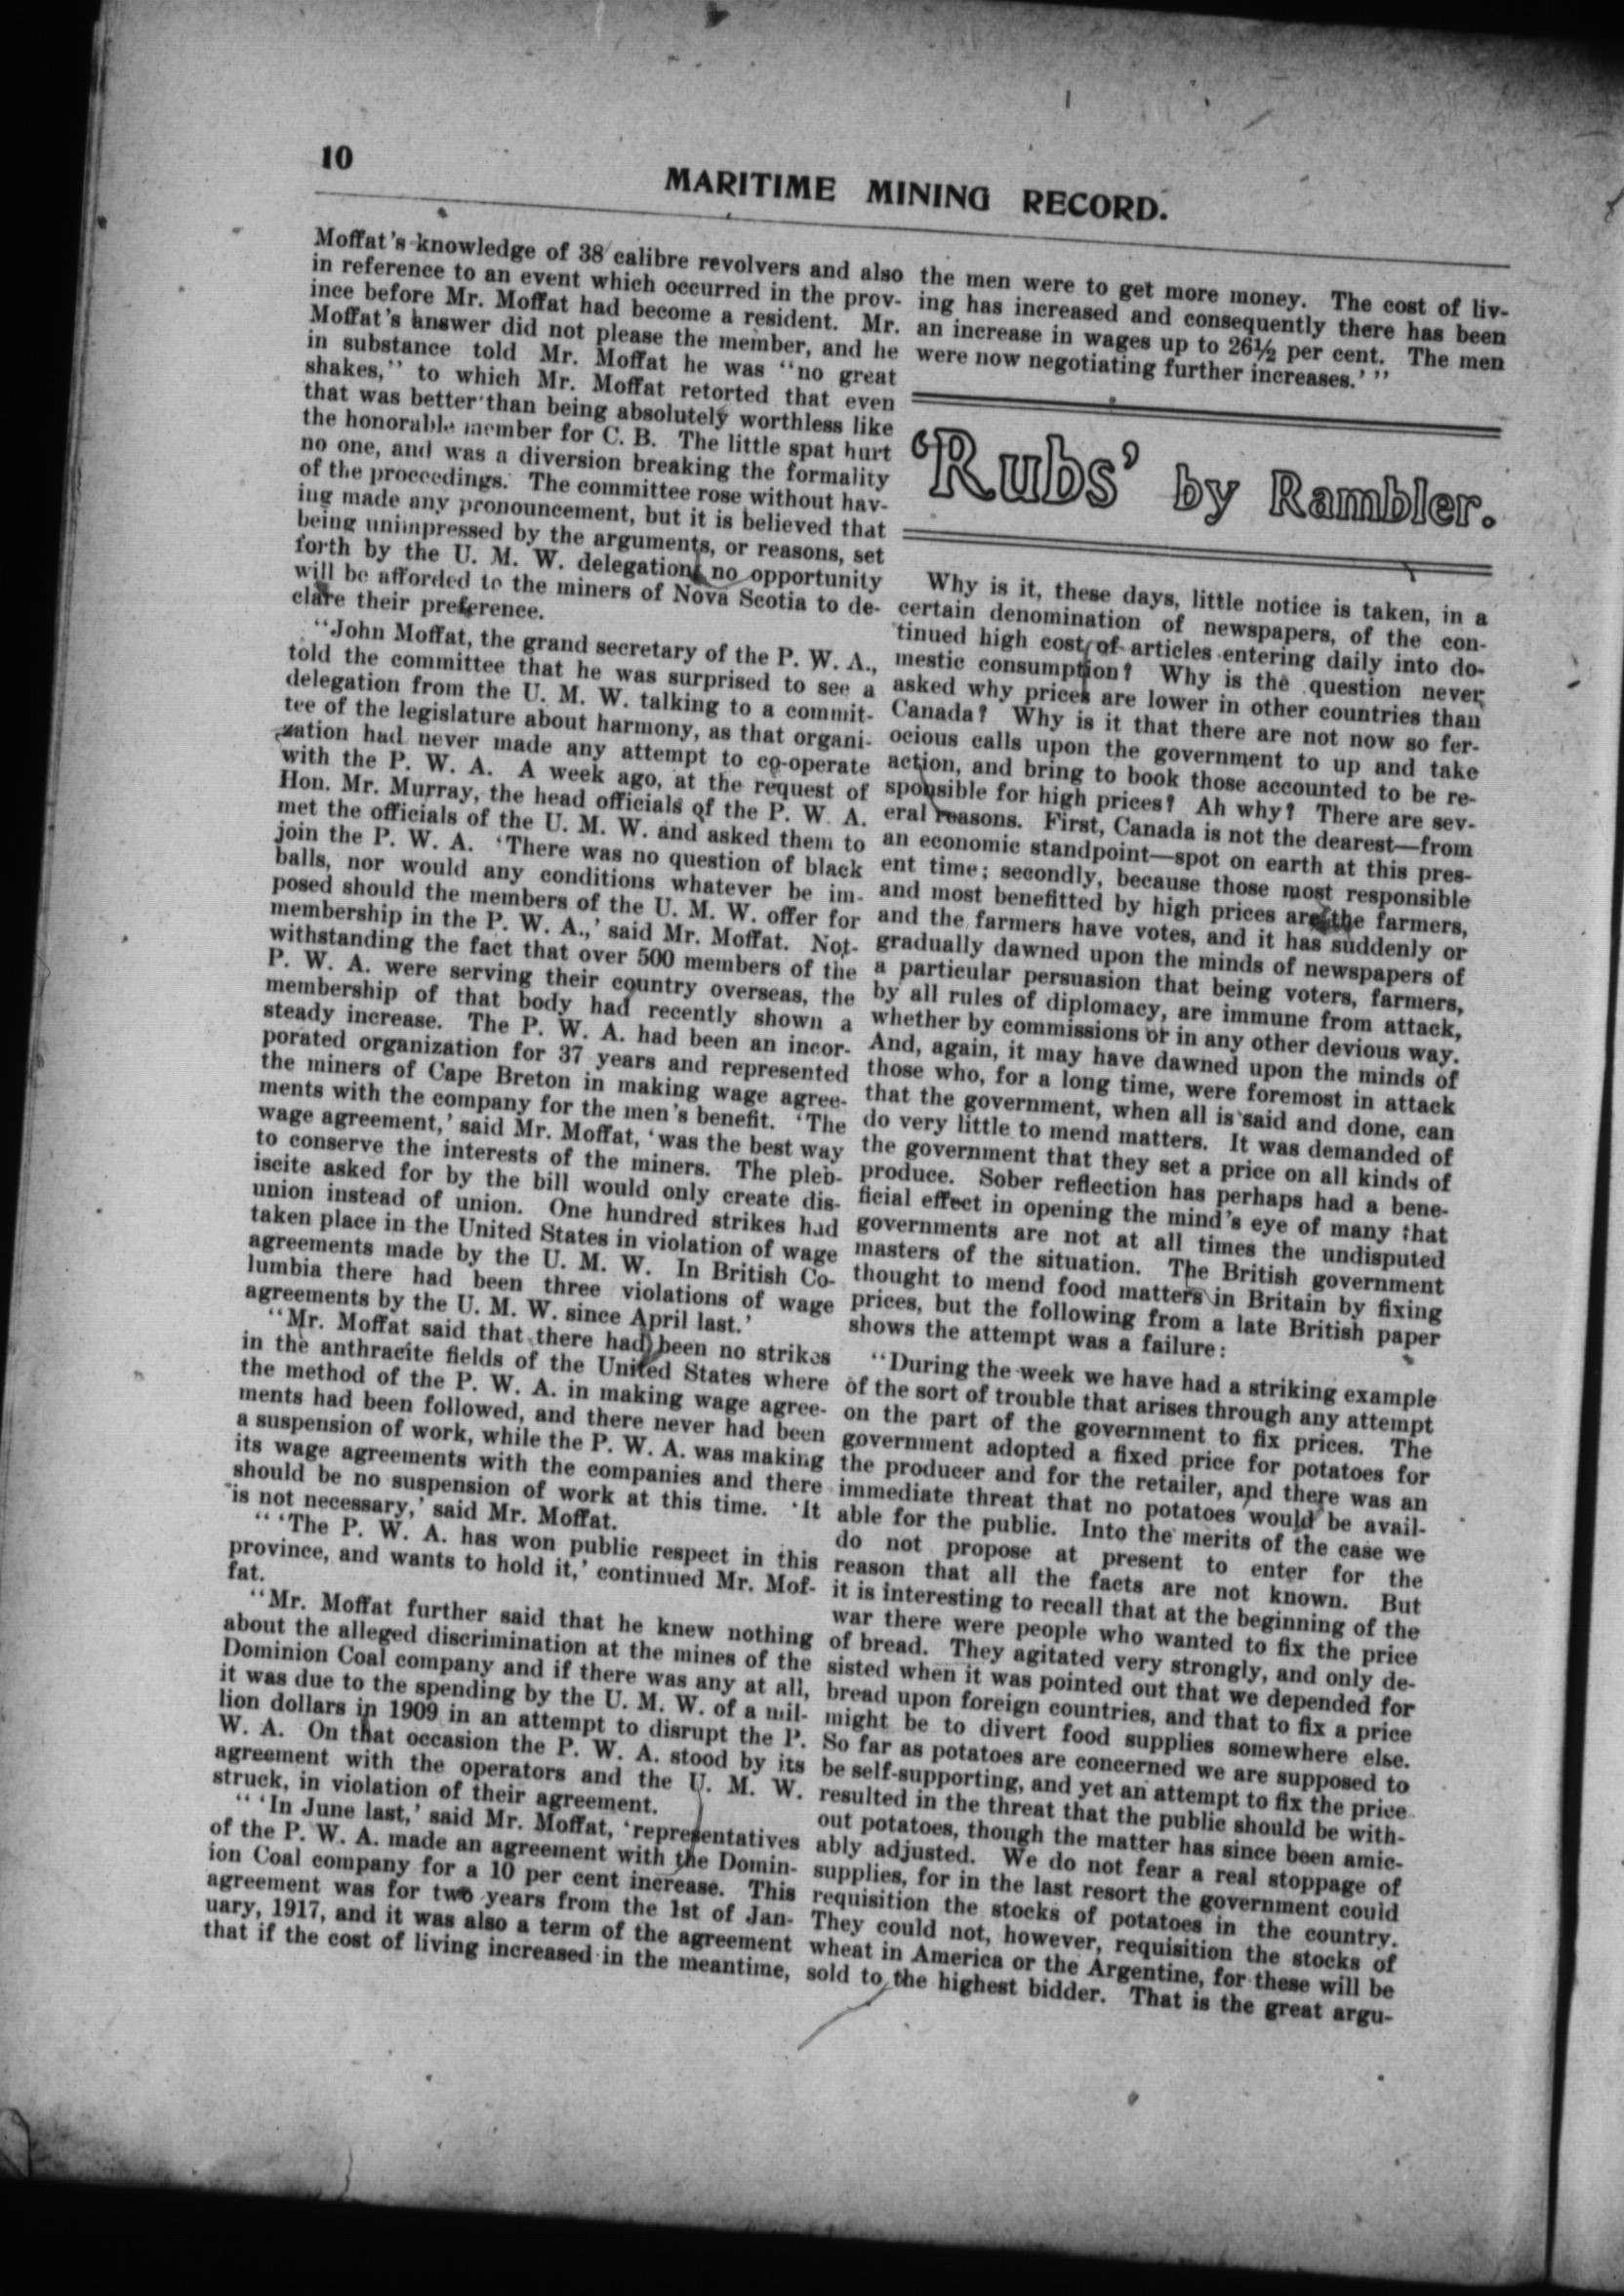 10
MARITIME MINING RECORD.
Moffat's knowledge of 38 calibre revolvers and also
in reference to an event which occurred in the prov-
ince before Mr. Moffat had become a resident. Mr.
Moffat's answer did not please the member, and he
in substance told Mr. Moffat he was "no great
shakes," to which Mr. Moffat retorted that even
that was better than being absolutely worthless like
the honorable member for C. B. The little spat hurt
no one, and was a diversion breaking the formality
of the proceedings. The committee rose without hav-
ing made any pronouncement, but it is believed that
being unimpressed by the arguments, or reasons, set
forth by the U. M. W. delegation, no opportunity
will be afforded to the miners of Nova Scotia to de-
clare their preference.
"John Moffat, the grand secretary of the P. W. A.,
told the committee that he was surprised to see a
delegation from the U. M. W. talking to a commit-
tee of the legislature about harmony, as that organi-
zation had never made any attempt to co-operate
with the P. W. A. A week ago, at the request of
Hon. Mr. Murray, the head officials of the P. W. A.
met the officials of the U. M. W. and asked them to
join the P. W. A. 'There was no question of black
balls, nor would any conditions whatever be im-
posed should the members of the U. M. W. offer for
membership in the P. W. A.,' said Mr. Moffat. Not-
withstanding the fact that over 500 members of the
P. W. A. were serving their country overseas, the
membership of that body had recently shown a
steady increase. The P. W. A. had been an incor-
porated organization for 37 years and represented
the miners of Cape Breton in making wage agree-
ments with the company for the men's benefit. 'The
wage agreement,' said Mr. Moffat, 'was the best way
to conserve the interests of the miners. The pleb-
iscite asked for by the bill would only create dis-
union instead of union. One hundred strikes had
taken place in the United States in violation of wage
agreements made by the U. M. W. In British Co-
lumbia there had been three violations of wage
agreements by the U. M. W. since April last.'
"Mr. Moffat said that there had been no strikes
in the anthracite fields of the United States where
the method of the P. W. A. in making wage agree-
ments had been followed, and there never had been
a suspension of work, while the P. W. A. was making
its wage agreements with the companies and there
should be no suspension of work at this time. 'It
is not necessary,' said Mr. Moffat.
" 'The P. W. A. has won public respect in this
province, and wants to hold it,' continued Mr. Mof-
fat.
"Mr. Moffat further said that he knew nothing
about the alleged discrimination at the mines of the
Dominion Coal company and if there was any at all,
it was due to the spending by the U. M. W. of a mil-
lion dollars in 1909 in an attempt to disrupt the P.
W. A. On that occasion the P. W. A. stood by its
agreement with the operators and the U. M. W.
struck, in violation of their agreement.
" 'In June last,' said Mr. Moffat, 'representatives
of the P. W. A. made an agreement with the Domin-
ion Coal company for a 10 per cent increase. This
agreement was for two years from the 1st of Jan-
uary, 1917, and it was also a term of the agreement
that if the cost of living increased in the meantime,
the men were to get more money. The cost of liv-
ing has increased and consequently there has been
an increase in wages up to 26½ per cent. The men
were now negotiating further increases.' "
'Rubs' by Rambler.
Why is it, these days, little notice is taken, in a
certain denomination of newspapers, of the con-
tinued high cost of articles entering daily into do-
mestic consumption? Why is the question never
asked why prices are lower in other countries than
Canada? Why is it that there are not now so fer-
ocious calls upon the government to up and take
action, and bring to book those accounted to be re-
sponsible for high prices? Ah why? There are sev-
eral reasons. First, Canada is not the dearest—from
an economic standpoint—spot on earth at this pres-
ent time; secondly, because those most responsible
and most benefitted by high prices are the farmers,
and the farmers have votes, and it has suddenly or
gradually dawned upon the minds of newspapers of
a particular persuasion that being voters, farmers,
by all rules of diplomacy, are immune from attack,
whether by commissions or in any other devious way.
And, again, it may have dawned upon the minds of
those who, for a long time, were foremost in attack
that the government, when all is said and done, can
do very little to mend matters. It was demanded of
the government that they set a price on all kinds of
produce. Sober reflection has perhaps had a bene-
ficial effect in opening the mind's eye of many that
governments are not at all times the undisputed
masters of the situation. The British government
thought to mend food matters in Britain by fixing
prices, but the following from a late British paper
shows the attempt was a failure:
"During the week we have had a striking example
of the sort of trouble that arises through any attempt
on the part of the government to fix prices. The
government adopted a fixed price for potatoes for
the producer and for the retailer, and there was an
immediate threat that no potatoes would be avail-
able for the public. Into the merits of the case we
do not propose at present to enter for the
reason that all the facts are not known. But
it is interesting to recall that at the beginning of the
war there were people who wanted to fix the price
of bread. They agitated very strongly, and only de-
sisted when it was pointed out that we depended for
bread upon foreign countries, and that to fix a price
might be to divert food supplies somewhere else.
So far as potatoes are concerned we are supposed to
be self-supporting, and yet an attempt to fix the price
resulted in the threat that the public should be with-
out potatoes, though the matter has since been amic-
ably adjusted. We do not fear a real stoppage of
supplies, for in the last resort the government could
requisition the stocks of potatoes in the country.
They could not, however, requisition the stocks of
wheat in America or the Argentine, for these will be
sold to the highest bidder. That is the great argu-